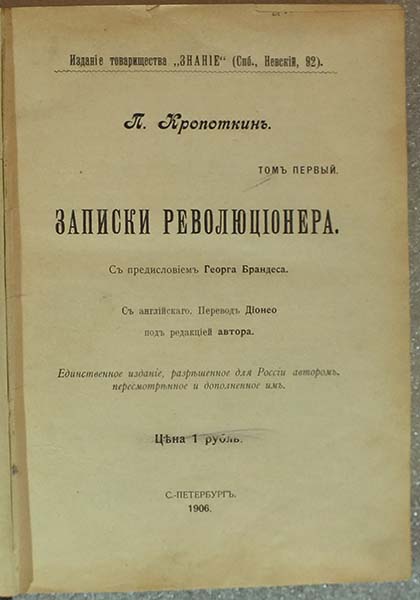 Изданіе товарищества „ЗНАНІЕ“ (Спб., Невскій, 92).
П. Кропоткинъ.
ТОМЪ ПЕРВЫЙ.
ЗАПИСКИ РЕВОЛЮЦІОНЕРА.
Съ предисловіемъ Георга Брандеса.
Съ англійскаго. Переводъ Діонео
подъ редакціей автора.
Единственное изданіе, разрѣшенное для Россіи авторомъ,
пересмотрѣнное и дополненное имъ.
Цѣна 1 рубль.
С.-ПЕТЕРБУРГЪ.
1906.